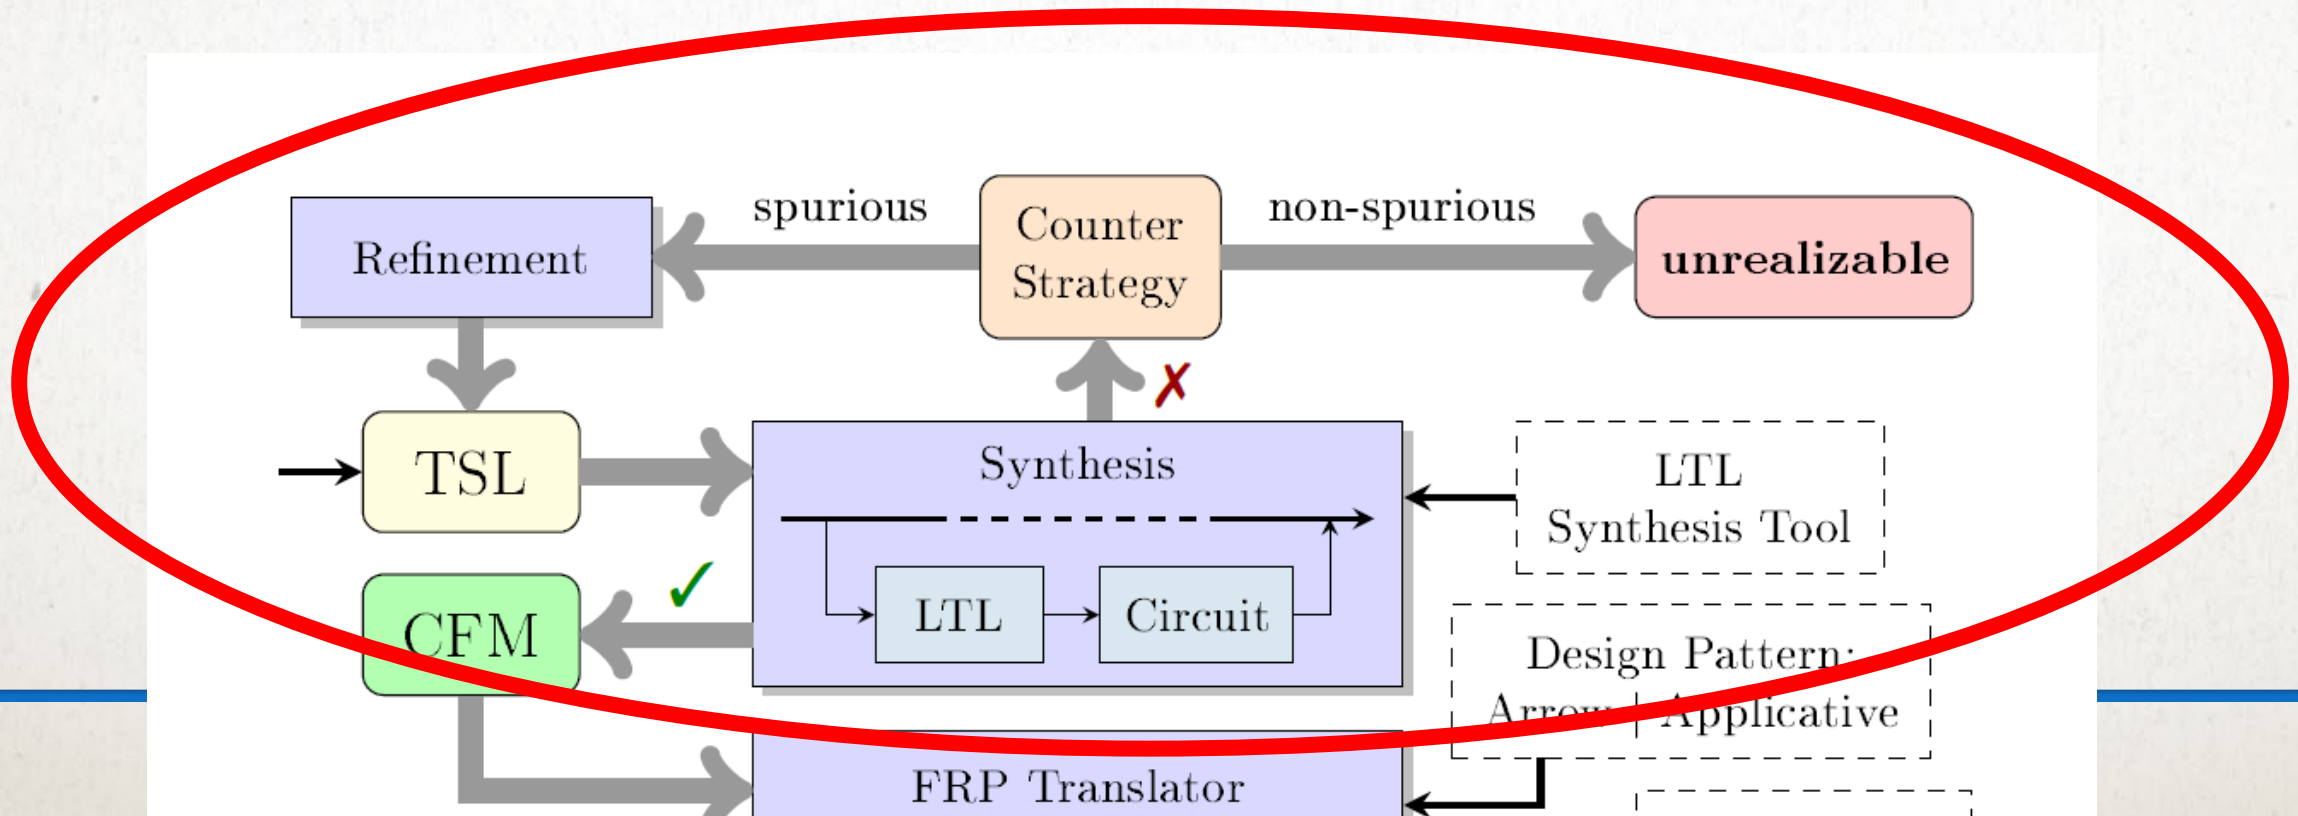 spurious
non-spurious
Counter
Strategy
Refinement
unrealizable
✗
TSL
Synthesis
LTL
Synthesis Tool
✓
CFM
LTL
Circuit
Design Pattern:
Arrow | Applicative
FRP Translator